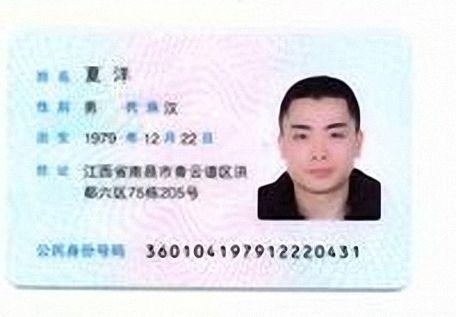 姓名 夏洋
性别 男 民族 汉
出生 1979 年 12 月 22 日
住址 江西省南昌市青云谱区洪
都六区75栋205号
公民身份号码 360104197912220431